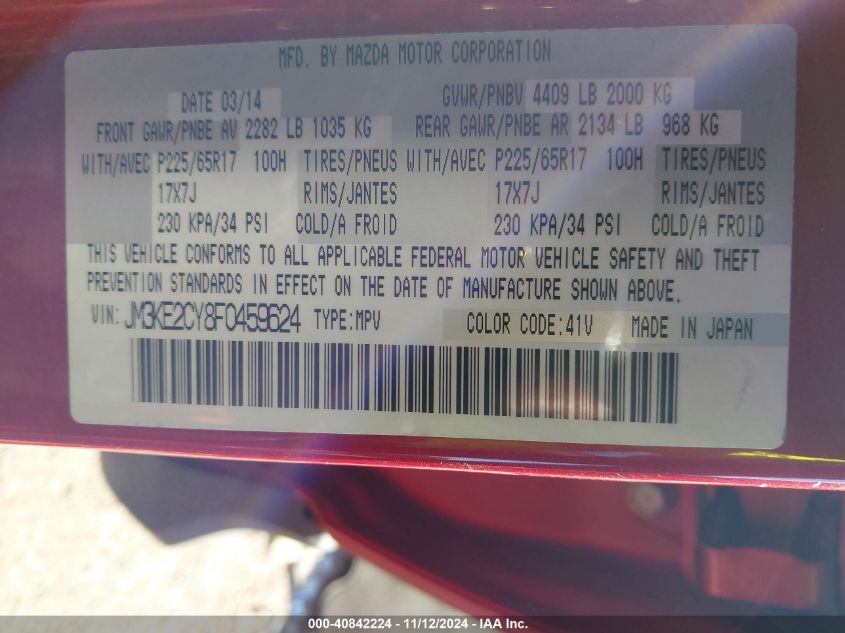 MFD. BY MAZDA MOTOR CORPORATION
DATE 03/14 GVWR/PNBV 4409 LB 2000 KG
FRONT GAWR/PNBE AV 2282 LB 1035 KG REAR GAWR/PNBE AR 2134 LB 968 KG
WITH/AVEC P225/65R17 100H TIRES/PNEUS WITH/AVEC P225/65R17 100H TIRES/PNEUS
17X7J RIMS/JANTES 17X7J RIMS/JANTES
230 KPA/34 PSI COLD/A FROID 230 KPA/34 PSI COLD/A FROID
THIS VEHICLE CONFORMS TO ALL APPLICABLE FEDERAL MOTOR VEHICLE SAFETY AND THEFT
PREVENTION STANDARDS IN EFFECT ON THE DATE OF MANUFACTURE SHOWN ABOVE.
VIN: JM3KE2CY8F0459624 TYPE:MPV COLOR CODE:41V MADE IN JAPAN
000-40842224 - 11/12/2024 - IAA Inc.